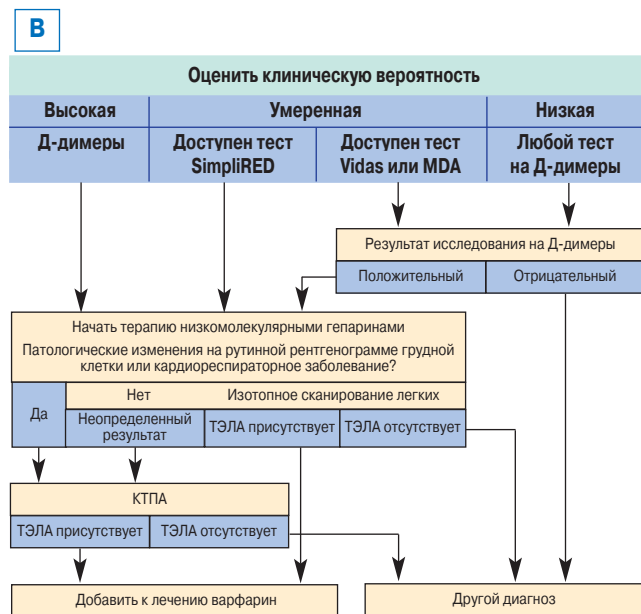 В
Оценить клиническую вероятность
Высокая
Умеренная
Низкая
Д-димеры
Доступен тест
SimpliRED
Доступен тест
Vidas или MDA
Любой тест
на Д-димеры
Результат исследования на Д-димеры
Положительный
Отрицательный
Начать терапию низкомолекулярными гепаринами
Патологические изменения на рутинной рентгенограмме грудной
клетки или кардиореспираторное заболевание?
Да
Нет
Изотопное сканирование легких
Неопределенный
результат
ТЭЛА присутствует
ТЭЛА отсутствует
КТПА
ТЭЛА присутствует
ТЭЛА отсутствует
Добавить к лечению варфарин
Другой диагноз